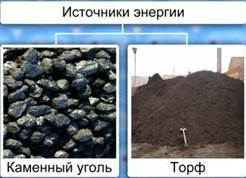 Источники энергии
Каменный уголь
Торф